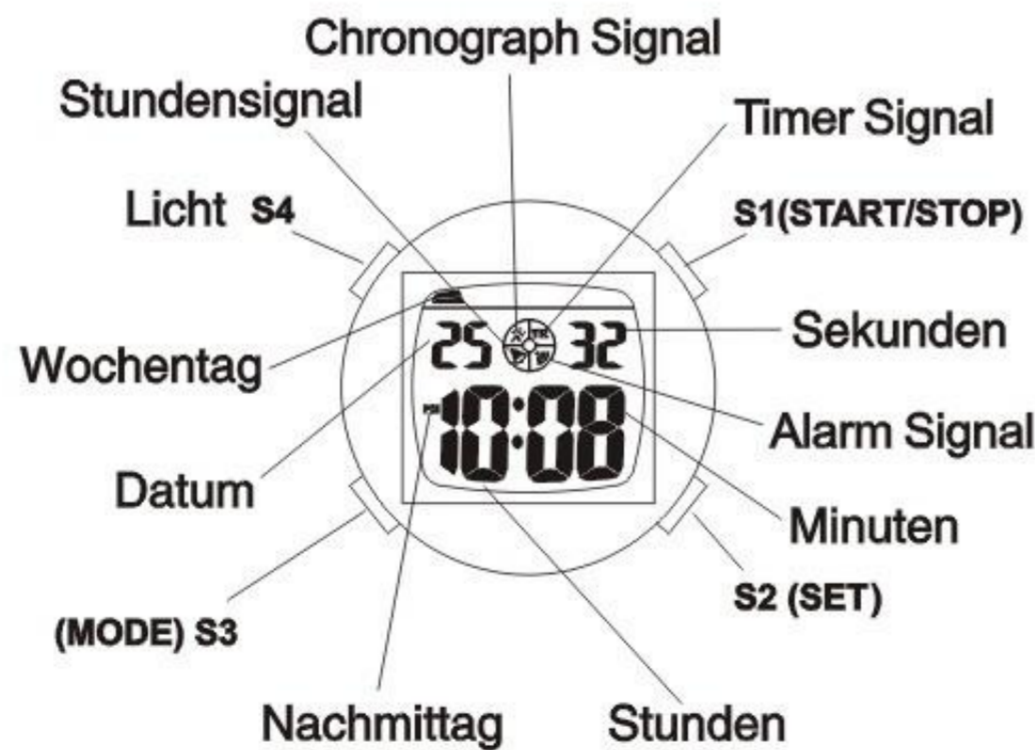 Chronograph Signal
Stundensignal
Timer Signal
Licht S4
S1(START/STOP)
25
32
Sekunden
Wochentag
PM 10:08
Alarm Signal
Datum
Minuten
S2 (SET)
(MODE) S3
Nachmittag
Stunden